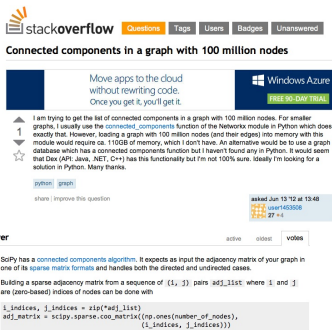 stackoverflow
Questions Tags Users Badges Unanswered
Connected components in a graph with 100 million nodes
Move apps to the cloud
without rewriting code.
Once you get it, you'll get it.
Windows Azure
FREE 90-DAY TRIAL
I am trying to get the list of connected components in a graph with 100 million nodes. For smaller
graphs, I usually use the connected_components function of the Networkx module in Python which does
exactly that. However, loading a graph with 100 million nodes (and their edges) into memory with this
module would require ca. 110GB of memory, which I don't have. An alternative would be to use a graph
database which has a connected components function but I haven't found any in Python. It would seem
that Dex (API: Java, .NET, C++) has this functionality but I'm not 100% sure. Ideally I'm looking for a
solution in Python. Many thanks.
1
python graph
share | improve this question
asked Jun 13 '12 at 13:48
user1453508
27 4
er
active oldest votes
SciPy has a connected components algorithm. It expects as input the adjacency matrix of your graph in
one of its sparse matrix formats and handles both the directed and undirected cases.
Building a sparse adjacency matrix from a sequence of (i, j) pairs adj_list where i and j
are (zero-based) indices of nodes can be done with
i_indices, j_indices = zip(*adj_list)
adj_matrix = scipy.sparse.coo_matrix((np.ones(number_of_nodes),
(i_indices, j_indices)))